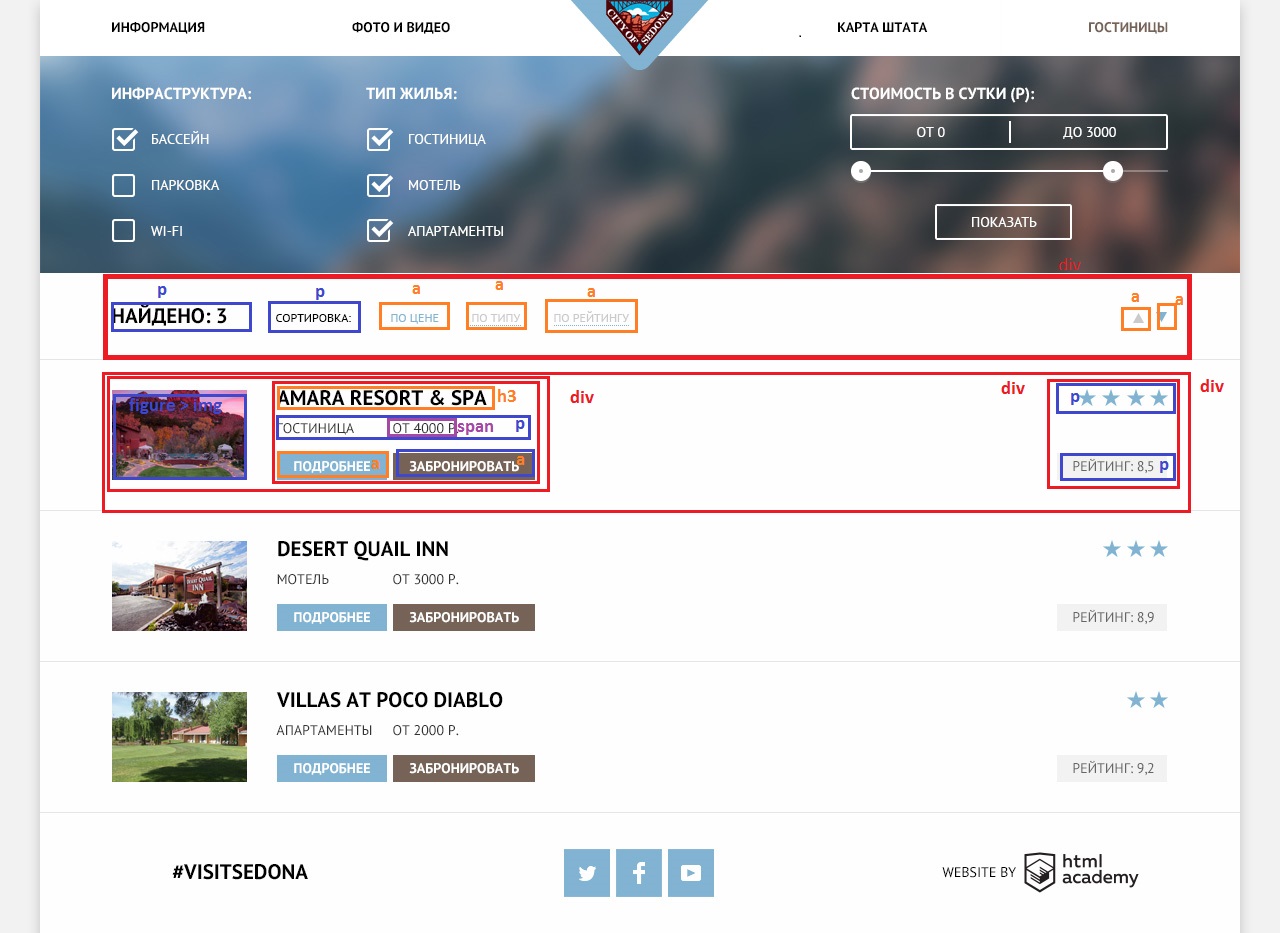 ИНФОРМАЦИЯ ФОТО И ВИДЕО CITY OF SEDONA . КАРТА ШТАТА ГОСТИНИЦЫ
ИНФРАСТРУКТУРА: ТИП ЖИЛЬЯ: СТОИМОСТЬ В СУТКИ (Р):
БАССЕЙН ГОСТИНИЦА ОТ 0 ДО 3000
ПАРКОВКА МОТЕЛЬ
WI-FI АПАРТАМЕНТЫ ПОКАЗАТЬ
div
p p a a a a a
НАЙДЕНО: 3 СОРТИРОВКА: ПО ЦЕНЕ ПО ТИПУ ПО РЕЙТИНГУ
figure > img AMARA RESORT & SPA h3 div div p div
ГОСТИНИЦА ОТ 4000 Р span p
ПОДРОБНЕЕ a ЗАБРОНИРОВАТЬ a РЕЙТИНГ: 8,5 p
DESERT QUAIL INN
DESERT QUAIL INN
МОТЕЛЬ ОТ 3000 Р.
ПОДРОБНЕЕ ЗАБРОНИРОВАТЬ РЕЙТИНГ: 8,9
VILLAS AT POCO DIABLO
АПАРТАМЕНТЫ ОТ 2000 Р.
ПОДРОБНЕЕ ЗАБРОНИРОВАТЬ РЕЙТИНГ: 9,2
#VISITSEDONA WEBSITE BY html academy